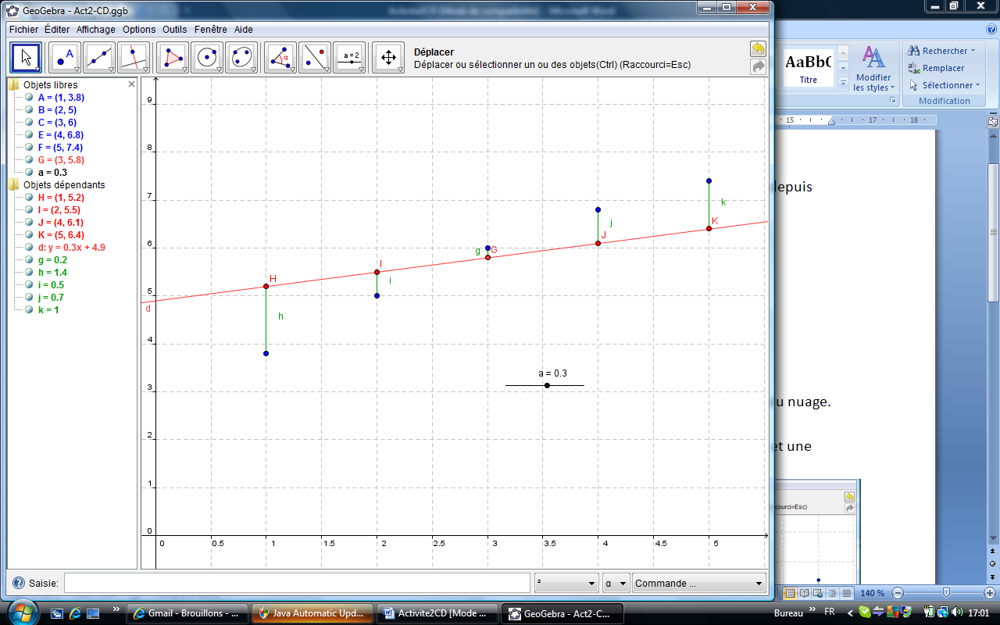 GeoGebra - Act2-CD.ggb
Fichier Éditer Affichage Options Outils Fenêtre Aide
A
α
a = 2
Déplacer
Déplacer ou sélectionner un ou des objets(Ctrl) (Raccourci=Esc)
Objets libres
A = (1, 3.8)
B = (2, 5)
C = (3, 6)
E = (4, 6.8)
F = (5, 7.4)
G = (3, 5.8)
a = 0.3
Objets dépendants
H = (1, 5.2)
I = (2, 5.5)
J = (4, 6.1)
K = (5, 6.4)
d: y = 0.3x + 4.9
g = 0.2
h = 1.4
i = 0.5
j = 0.7
k = 1
9
8
7
6
5
4
3
2
1
0
0 0.5 1 1.5 2 2.5 3 3.5 4 4.5 5
d
H
h
I
i
g
G
J
j
K
k
a = 0.3
Saisie:
²
α
Commande ...
AaBbC
Titre
Modifier
les styles
Rechercher
Remplacer
Sélectionner
Modification
15 17 18
depuis
u nuage.
et une
courci=Esc)
140 %
Gmail - Brouillons - ...
Java Automatic Upd...
Activite2CD [Mode ...
GeoGebra - Act2-C...
Bureau
FR
17:01